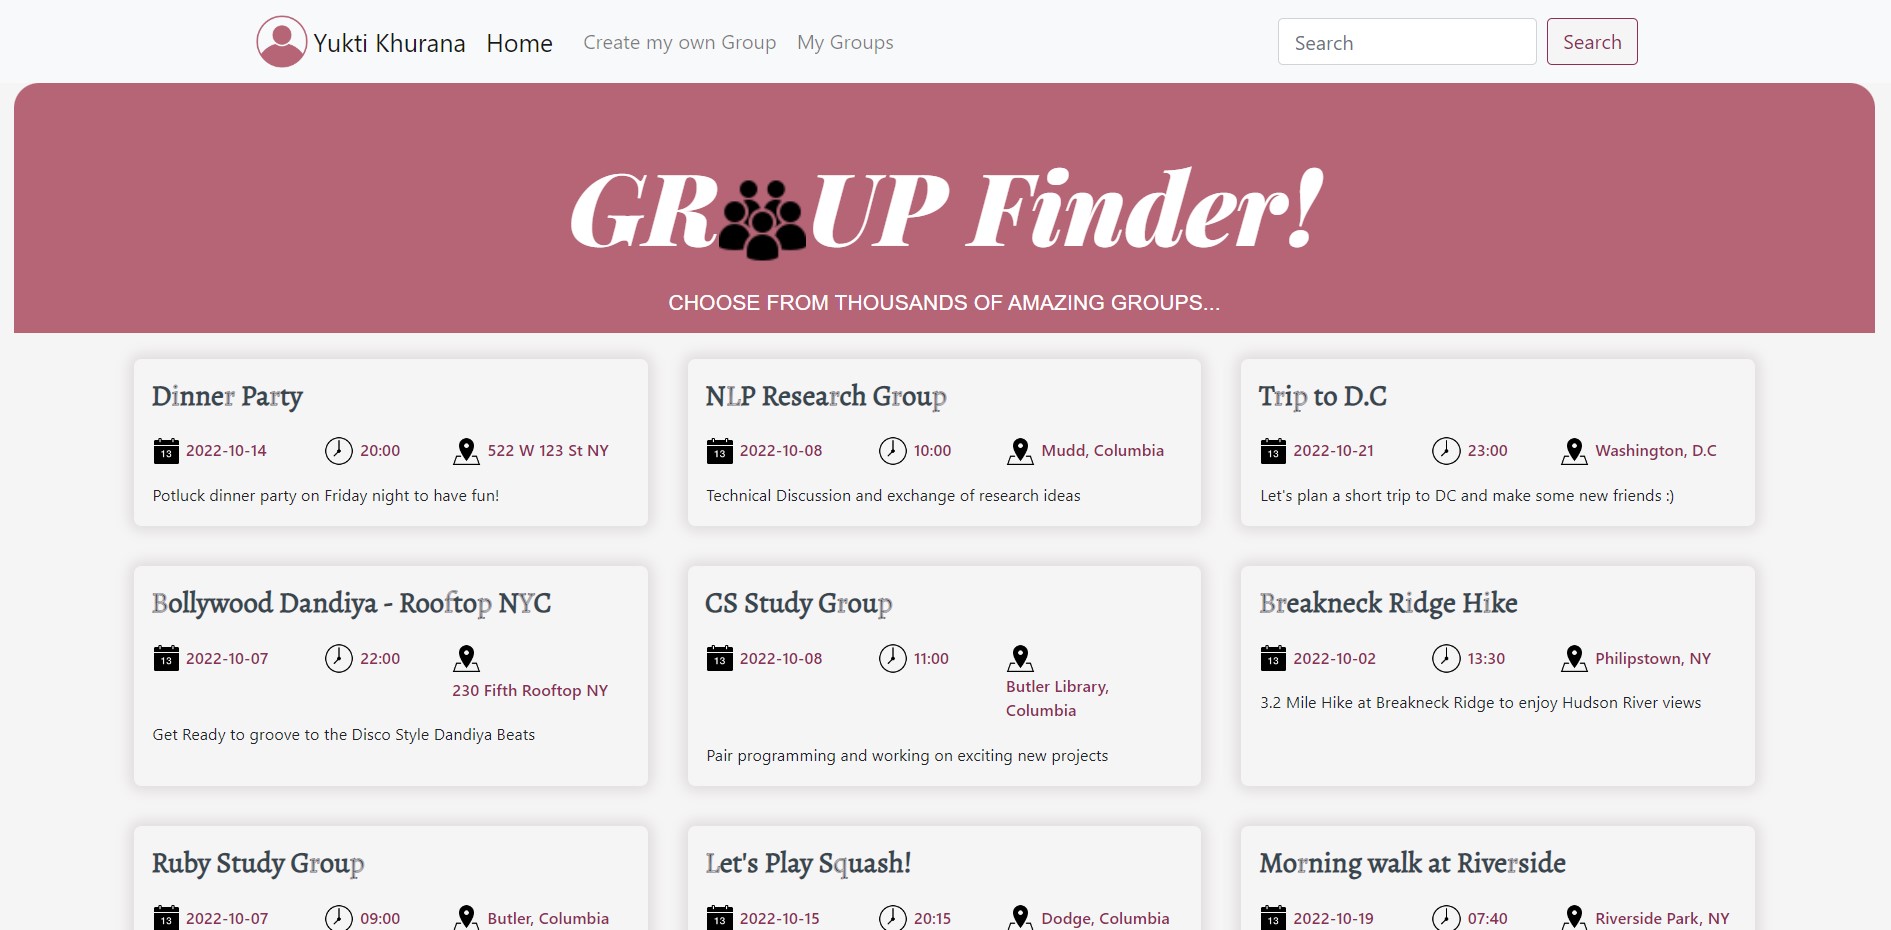 Yukti Khurana Home Create my own Group My Groups Search Search
GR UP Finder!
CHOOSE FROM THOUSANDS OF AMAZING GROUPS...
Dinner Party
13 2022-10-14 20:00 522 W 123 St NY
Potluck dinner party on Friday night to have fun!
NLP Research Group
13 2022-10-08 10:00 Mudd, Columbia
Technical Discussion and exchange of research ideas
Trip to D.C
13 2022-10-21 23:00 Washington, D.C
Let's plan a short trip to DC and make some new friends :)
Bollywood Dandiya - Rooftop NYC
13 2022-10-07 22:00
230 Fifth Rooftop NY
Get Ready to groove to the Disco Style Dandiya Beats
CS Study Group
13 2022-10-08 11:00
Butler Library,
Columbia
Pair programming and working on exciting new projects
Breakneck Ridge Hike
13 2022-10-02 13:30 Philipstown, NY
3.2 Mile Hike at Breakneck Ridge to enjoy Hudson River views
Ruby Study Group
13 2022-10-07 09:00 Butler, Columbia
Let's Play Squash!
13 2022-10-15 20:15 Dodge, Columbia
Morning walk at Riverside
13 2022-10-19 07:40 Riverside Park, NY